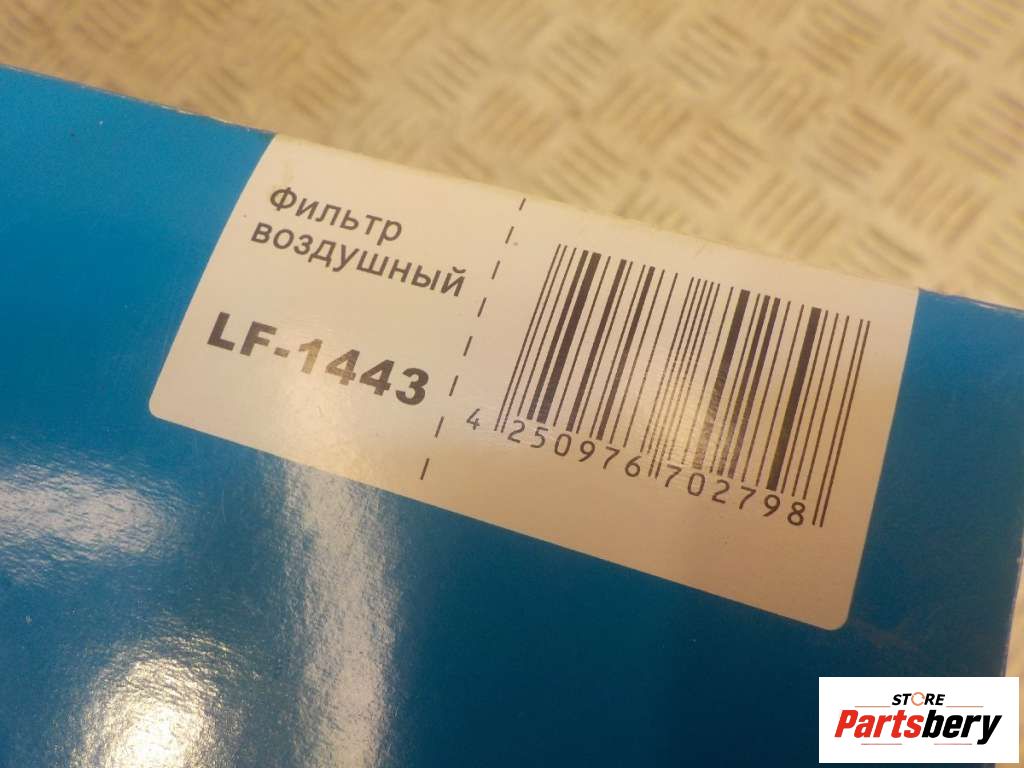 Фильтр
воздушный
LF-1443
4 250976 702798
STORE
Partsbery